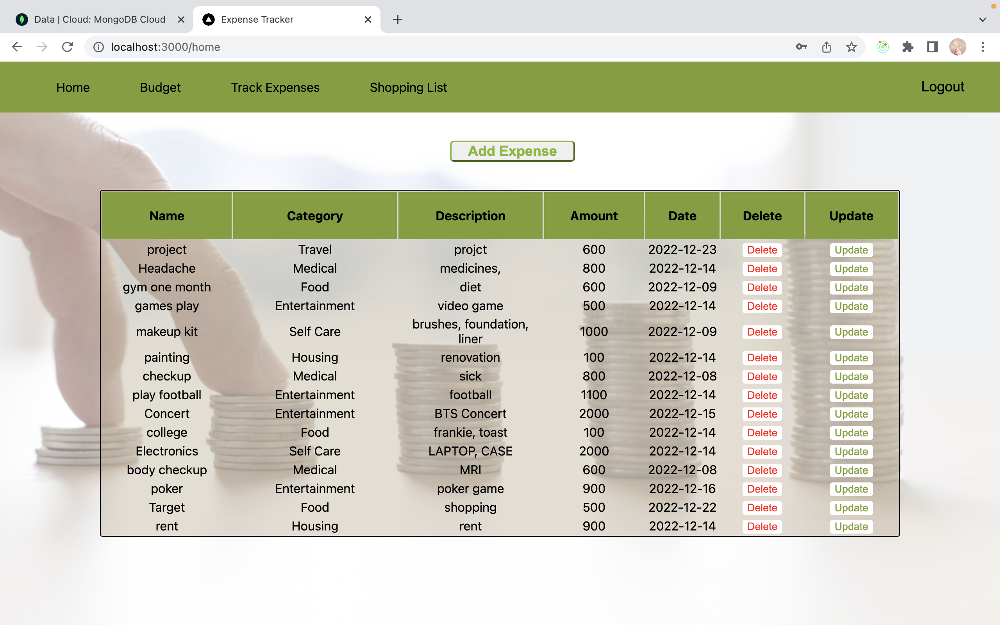 Data | Cloud: MongoDB Cloud
Expense Tracker
localhost:3000/home
Home Budget Track Expenses Shopping List Logout
Add Expense
Name Category Description Amount Date Delete Update
project Travel projct 600 2022-12-23 Delete Update
Headache Medical medicines, 800 2022-12-14 Delete Update
gym one month Food diet 600 2022-12-09 Delete Update
games play Entertainment video game 500 2022-12-14 Delete Update
makeup kit Self Care brushes, foundation, liner 1000 2022-12-09 Delete Update
painting Housing renovation 100 2022-12-14 Delete Update
checkup Medical sick 800 2022-12-08 Delete Update
play football Entertainment football 1100 2022-12-14 Delete Update
Concert Entertainment BTS Concert 2000 2022-12-15 Delete Update
college Food frankie, toast 100 2022-12-14 Delete Update
Electronics Self Care LAPTOP, CASE 2000 2022-12-14 Delete Update
body checkup Medical MRI 600 2022-12-08 Delete Update
poker Entertainment poker game 900 2022-12-16 Delete Update
Target Food shopping 500 2022-12-22 Delete Update
rent Housing rent 900 2022-12-14 Delete Update